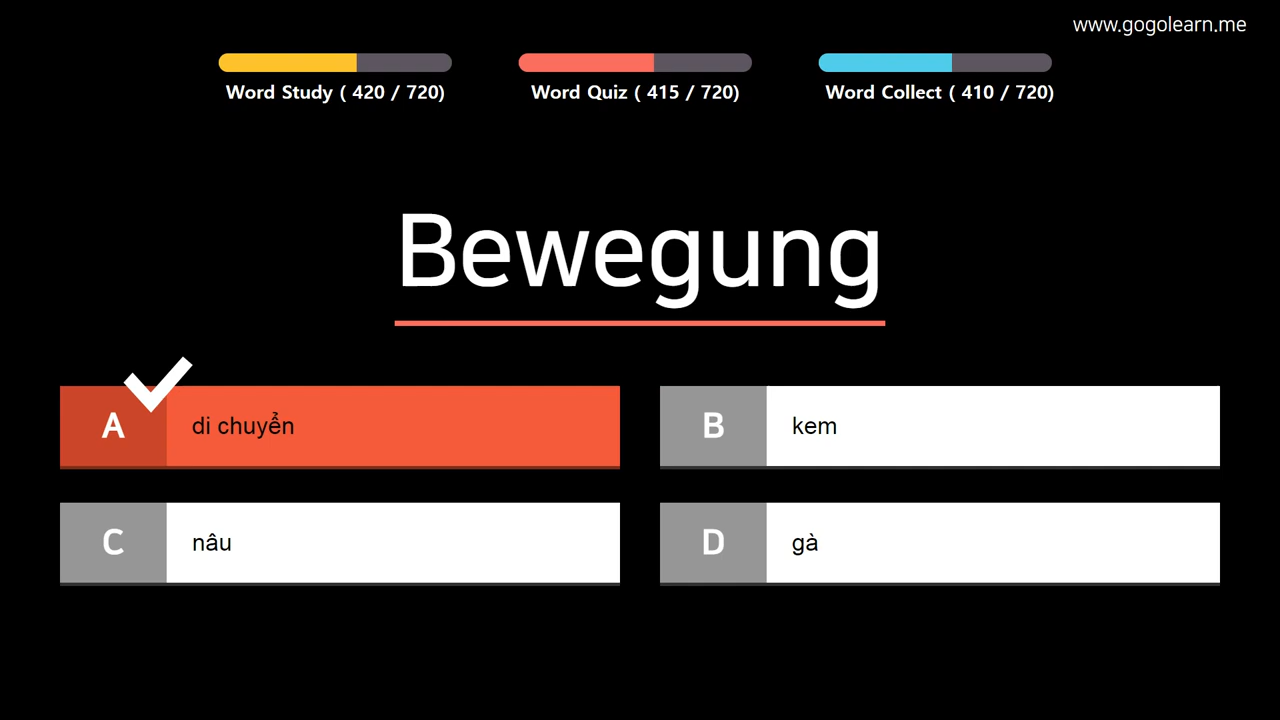 www.gogolearn.me
Word Study ( 420 / 720)
Word Quiz ( 415 / 720)
Word Collect ( 410 / 720)
Bewegung
A di chuyển
B kem
C nâu
D gà